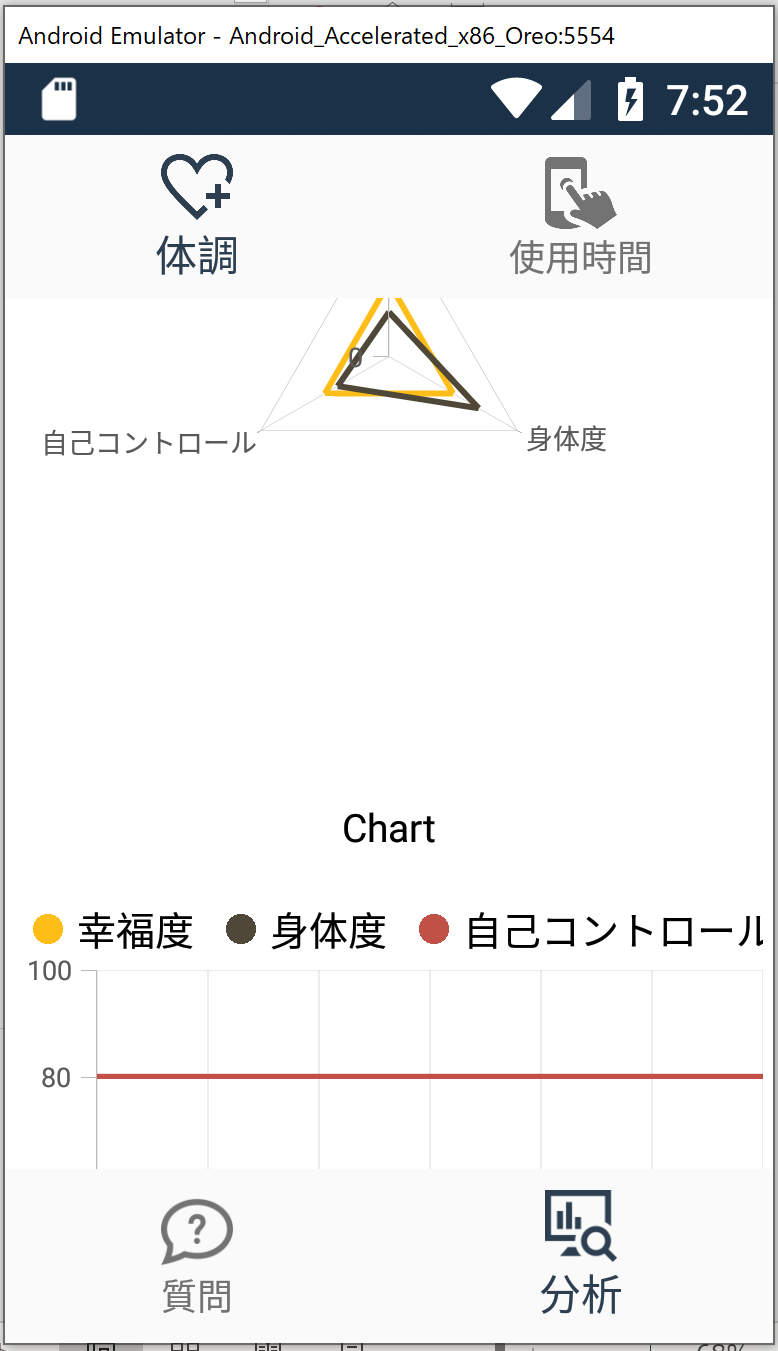 Android Emulator - Android_Accelerated_x86_Oreo:5554
7:52
体調
使用時間
0
自己コントロール
身体度
Chart
幸福度 身体度 自己コントロール
100
80
質問
分析